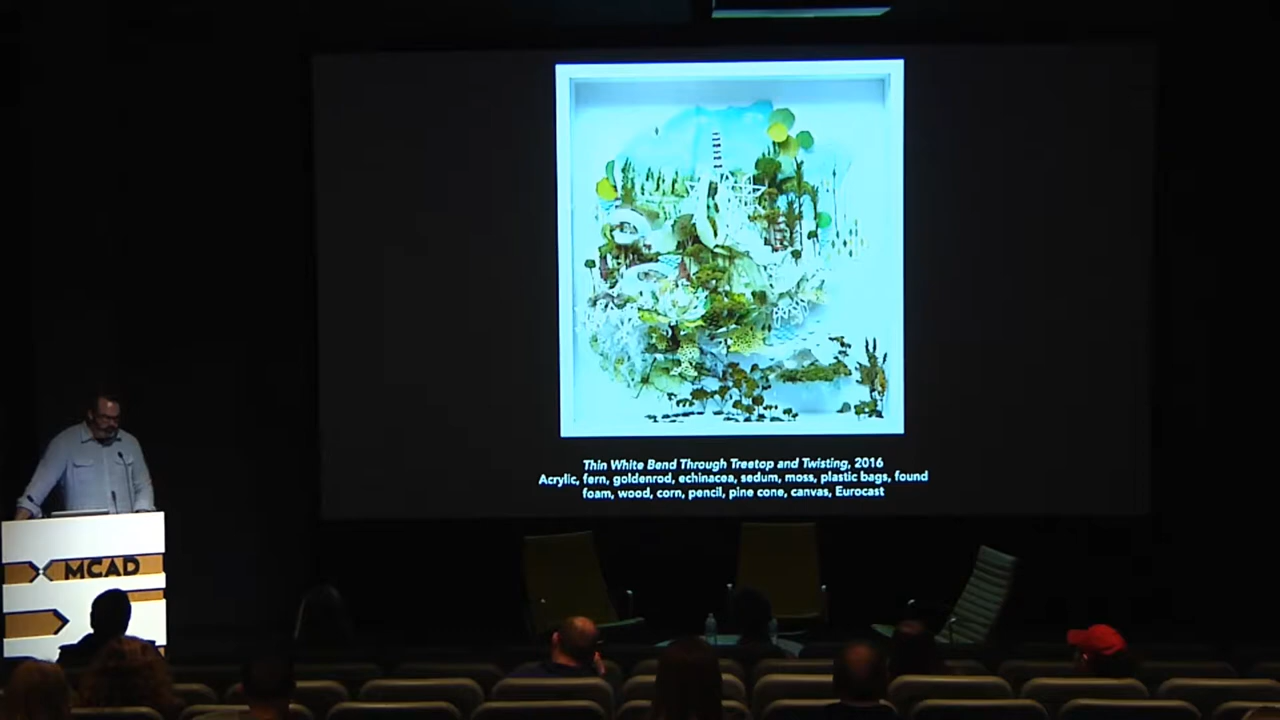 Thin White Bend Through Treetop and Twisting, 2016
Acrylic, fern, goldenrod, echinacea, sedum, moss, plastic bags, found
foam, wood, corn, pencil, pine cone, canvas, Eurocast
MCAD